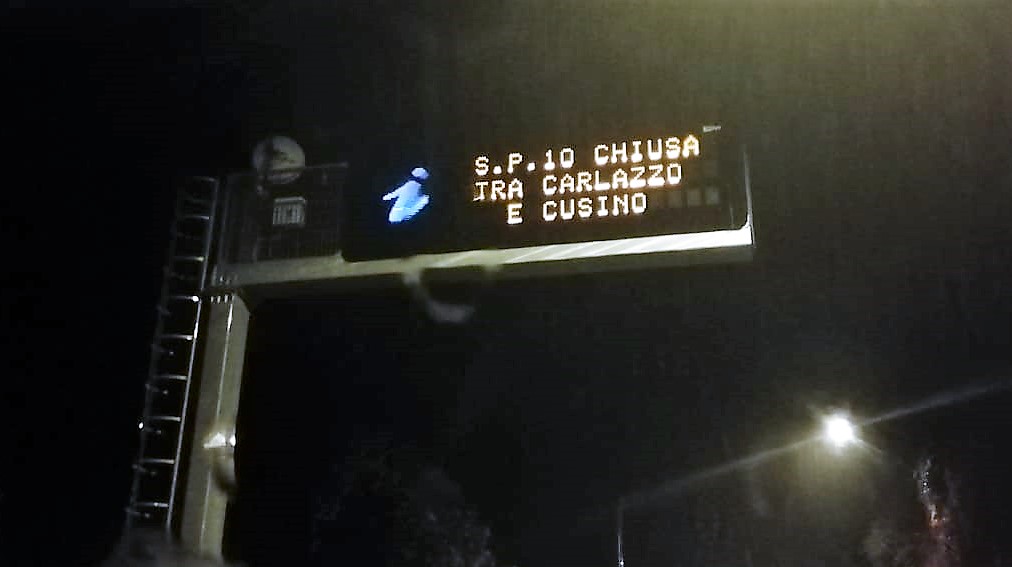 S.P.10 CHIUSA
TRA CARLAZZO
E CUSINO